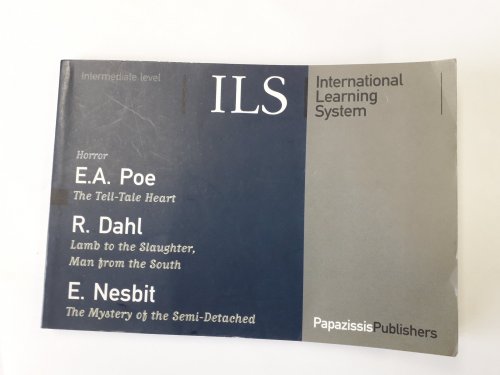 Intermediate level
ILS
International
Learning
System
Horror
E.A. Poe
The Tell-Tale Heart
R. Dahl
Lamb to the Slaughter,
Man from the South
E. Nesbit
The Mystery of the Semi-Detached
PapazissisPublishers